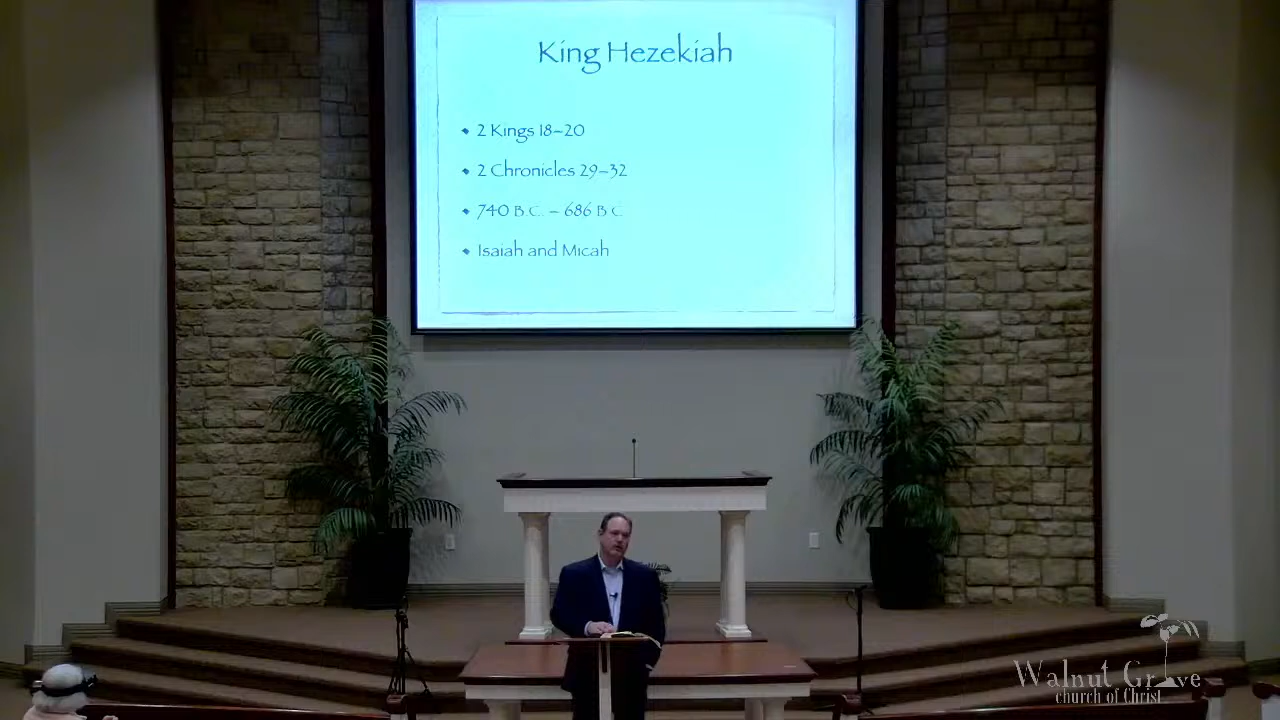 King Hezekiah
2 Kings 18–20
2 Chronicles 29–32
740 B.C. – 686 B.C.
Isaiah and Micah
Walnut Grove
church of Christ